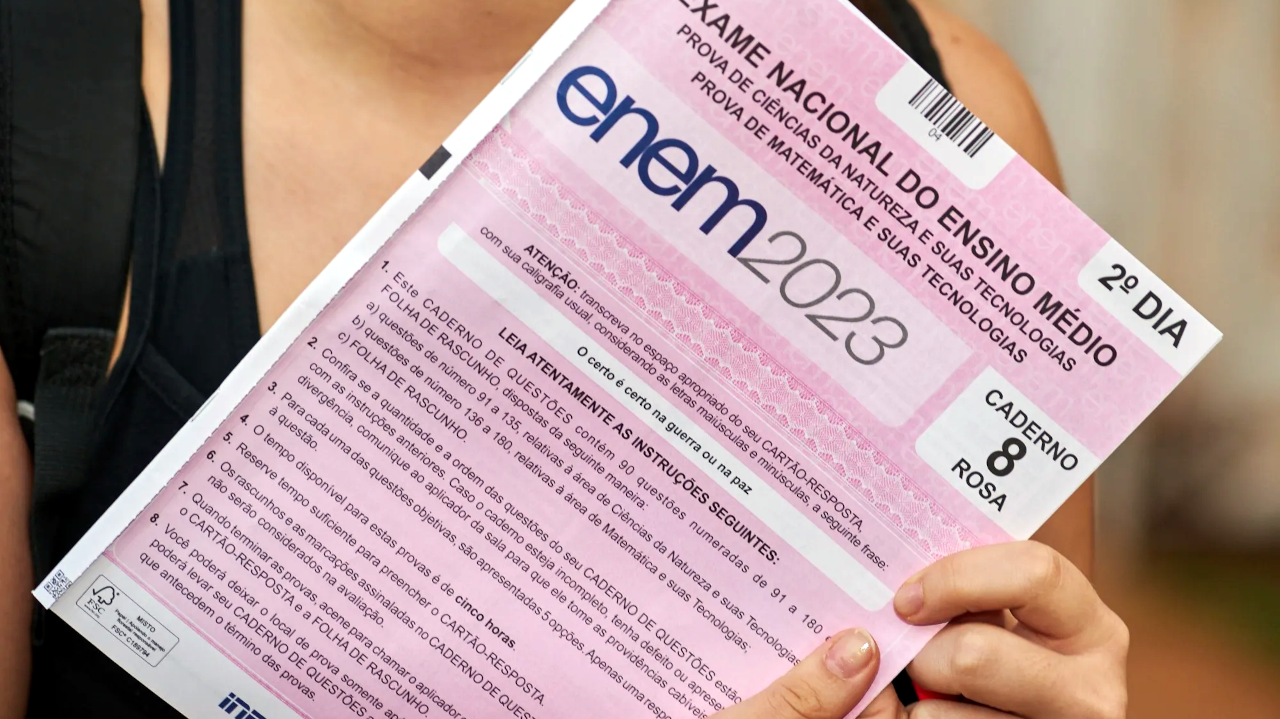 EXAME NACIONAL DO ENSINO MÉDIO
PROVA DE CIÊNCIAS DA NATUREZA E SUAS TECNOLOGIAS
PROVA DE MATEMÁTICA E SUAS TECNOLOGIAS
04
2º DIA
enem2023
CADERNO
8
ROSA
ATENÇÃO: transcreva no espaço apropriado do seu CARTÃO-RESPOSTA,
com sua caligrafia usual, considerando as letras maiúsculas e minúsculas, a seguinte frase:
O certo é certo na guerra ou na paz
LEIA ATENTAMENTE AS INSTRUÇÕES SEGUINTES:
1. Este CADERNO DE QUESTÕES contém 90 questões numeradas de 91 a 180
FOLHA DE RASCUNHO, dispostas da seguinte maneira:
a) questões de número 91 a 135, relativas à área de Ciências da Natureza e suas Tecnologias
b) questões de número 136 a 180, relativas à área de Matemática e suas Tecnologias;
c) FOLHA DE RASCUNHO.
2. Confira se a quantidade e a ordem das questões do seu CADERNO DE QUESTÕES estão
com as instruções anteriores. Caso o caderno esteja incompleto, tenha defeito ou apres
divergência, comunique ao aplicador da sala para que ele tome as providências cabíveis
3. Para cada uma das questões objetivas, são apresentadas 5 opções. Apenas uma resp
à questão.
4. O tempo disponível para estas provas é de cinco horas.
5. Reserve tempo suficiente para preencher o CARTÃO-RESPOSTA
6. Os rascunhos e as marcações assinaladas no CADERNO DE QUEST
não serão considerados na avaliação.
7. Quando terminar as provas, acene para chamar o aplicador
o CARTÃO-RESPOSTA e a FOLHA DE RASCUNHO.
8. Você poderá deixar o local de prova somente ap
poderá levar seu CADERNO DE QUESTÕES a
que antecedem o término das provas.
FSC
MISTO
FSC® C169794